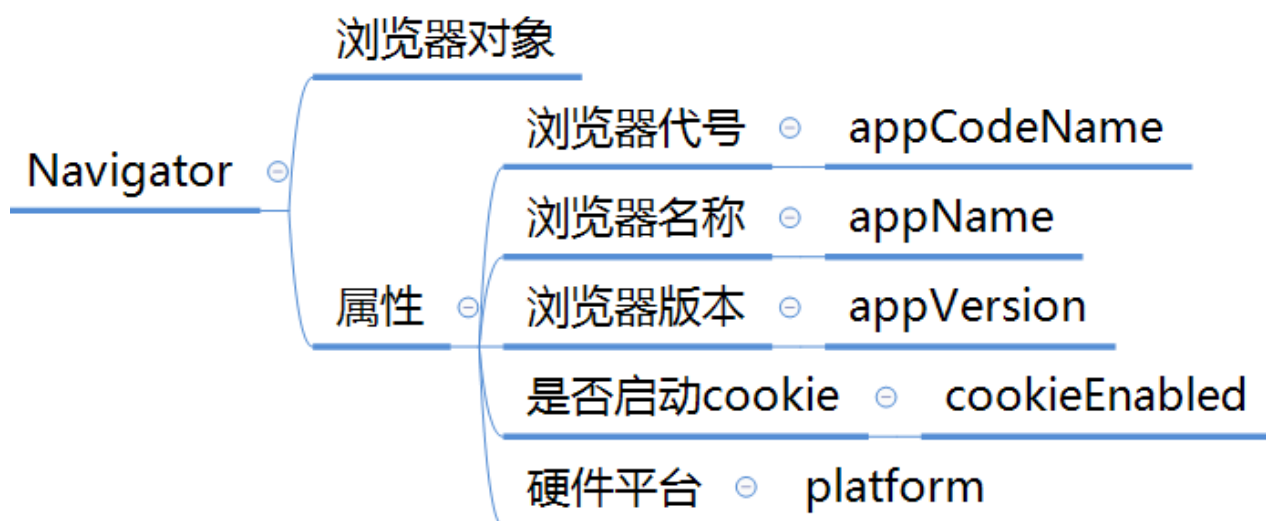 浏览器对象
Navigator
属性
浏览器代号 appCodeName
浏览器名称 appName
浏览器版本 appVersion
是否启动cookie cookieEnabled
硬件平台 platform